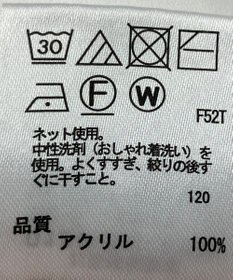 30
F W
F52T
ネット使用。
中性洗剤（おしゃれ着洗い）を
使用。よくすすぎ、絞りの後す
ぐに干すこと。
120
品質
アクリル 100%